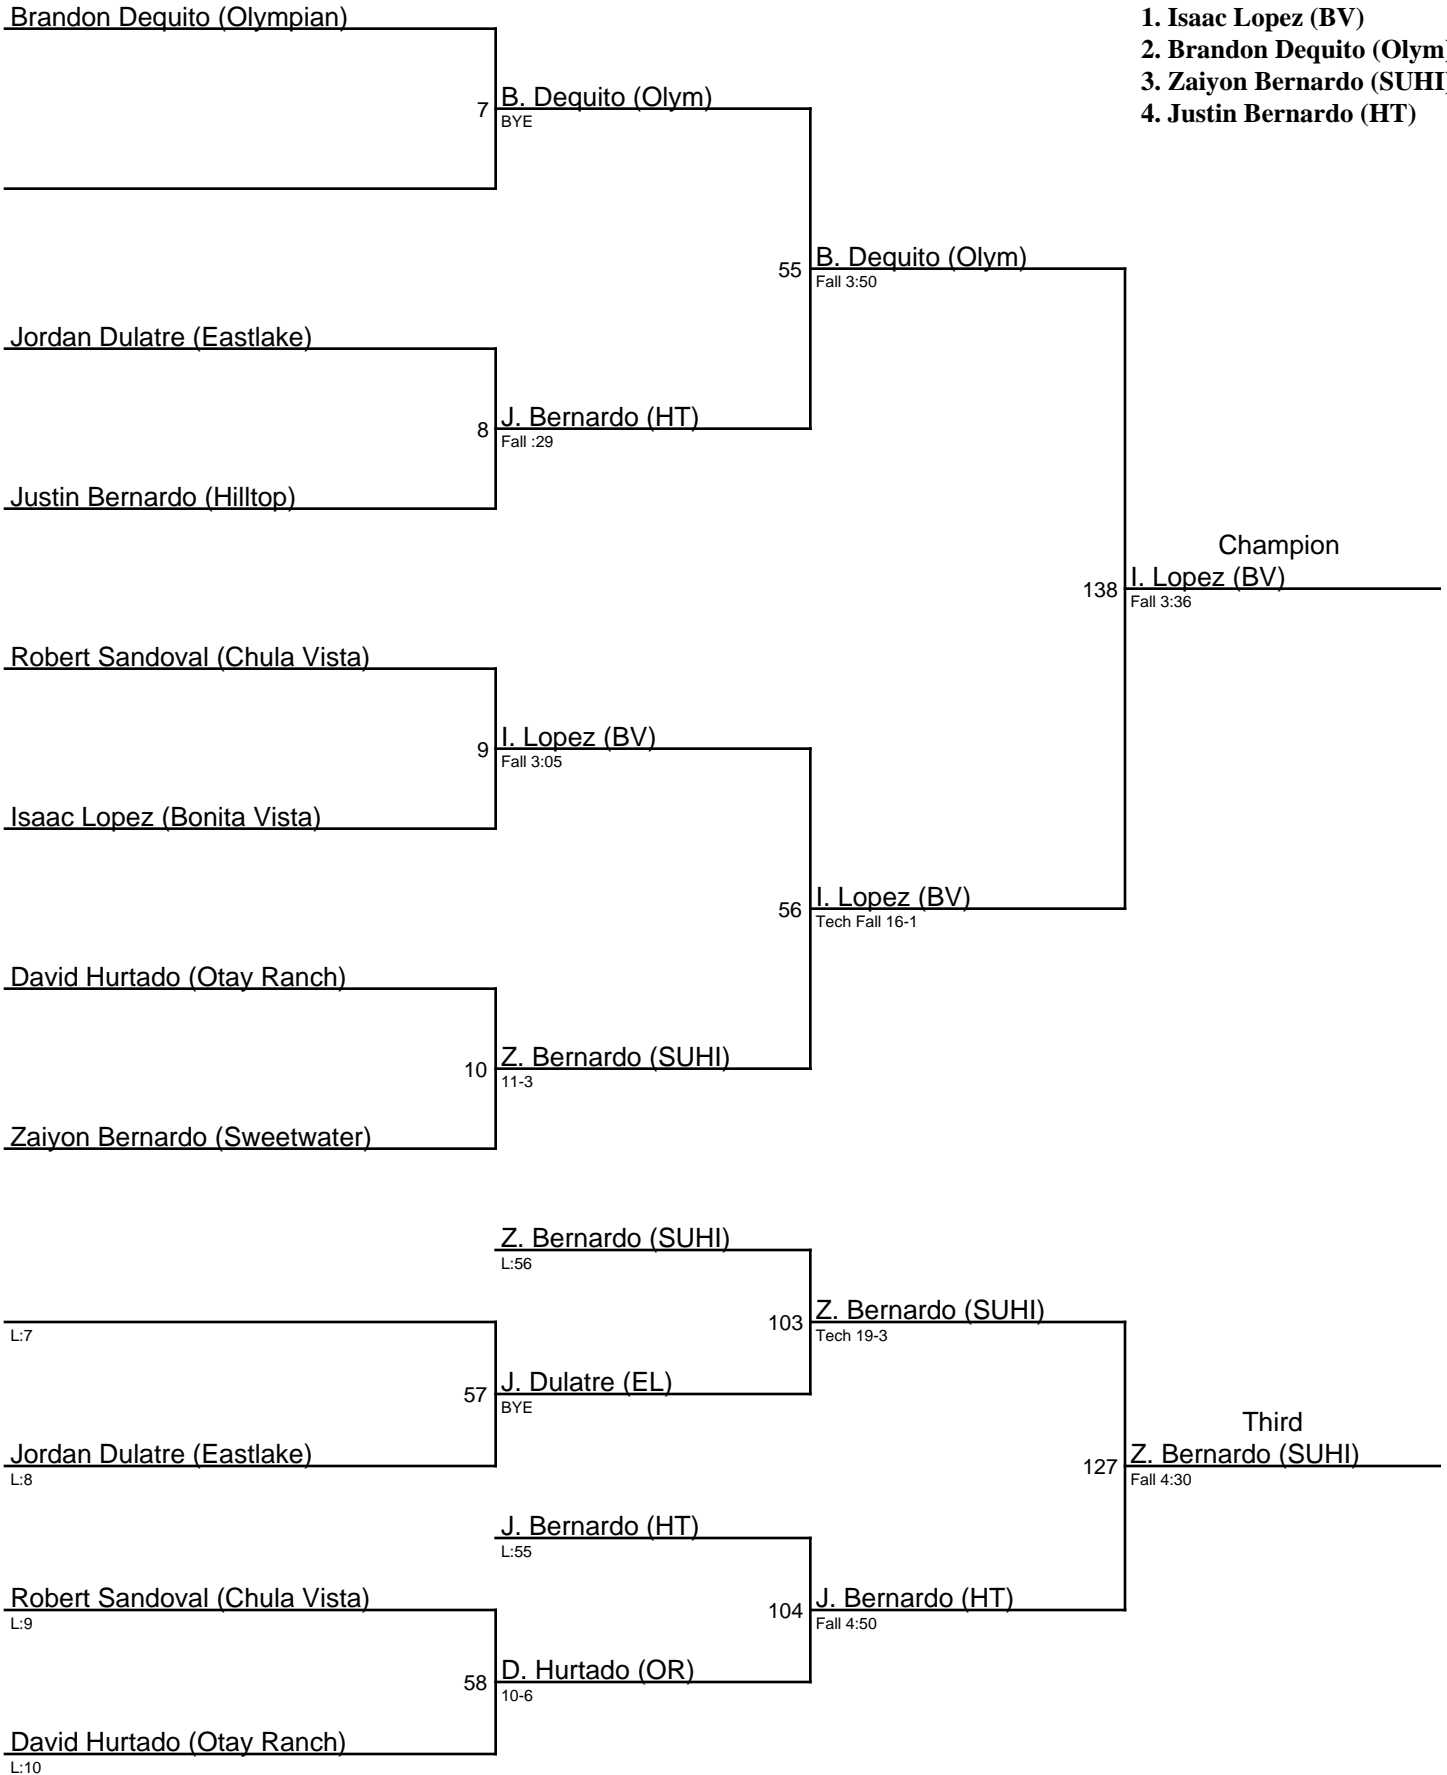 Brandon Dequito (Olympian)
1. Isaac Lopez (BV)
2. Brandon Dequito (Olym)
3. Zaiyon Bernardo (SUHI)
4. Justin Bernardo (HT)
7
B. Dequito (Olym)
BYE
55
B. Dequito (Olym)
Fall 3:50
Jordan Dulatre (Eastlake)
8
J. Bernardo (HT)
Fall :29
Justin Bernardo (Hilltop)
Champion
138
I. Lopez (BV)
Fall 3:36
Robert Sandoval (Chula Vista)
9
I. Lopez (BV)
Fall 3:05
Isaac Lopez (Bonita Vista)
56
I. Lopez (BV)
Tech Fall 16-1
David Hurtado (Otay Ranch)
10
Z. Bernardo (SUHI)
11-3
Zaiyon Bernardo (Sweetwater)
Z. Bernardo (SUHI)
L:56
L:7
103
Z. Bernardo (SUHI)
Tech 19-3
57
J. Dulatre (EL)
BYE
Jordan Dulatre (Eastlake)
L:8
Third
127
Z. Bernardo (SUHI)
Fall 4:30
J. Bernardo (HT)
L:55
Robert Sandoval (Chula Vista)
L:9
104
J. Bernardo (HT)
Fall 4:50
58
D. Hurtado (OR)
10-6
David Hurtado (Otay Ranch)
L:10